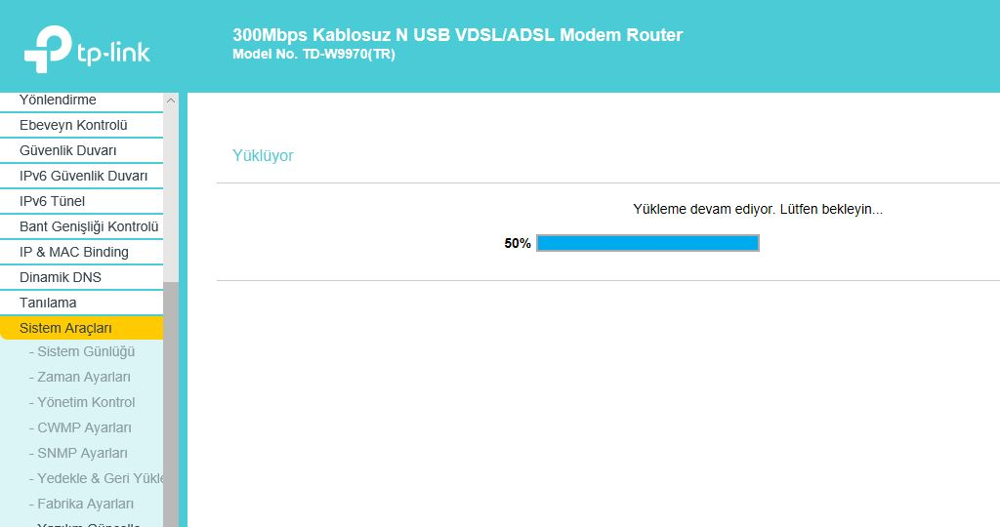 tp-link
300Mbps Kablosuz N USB VDSL/ADSL Modem Router
Model No. TD-W9970(TR)
Yönlendirme
Ebeveyn Kontrolü
Güvenlik Duvarı
IPv6 Güvenlik Duvarı
IPv6 Tünel
Bant Genişliği Kontrolü
IP & MAC Binding
Dinamik DNS
Tanılama
Sistem Araçları
- Sistem Günlüğü
- Zaman Ayarları
- Yönetim Kontrol
- CWMP Ayarları
- SNMP Ayarları
- Yedekle & Geri Yükle
- Fabrika Ayarları
- Yazılım Güncelle
Yüklüyor
Yükleme devam ediyor. Lütfen bekleyin...
50%